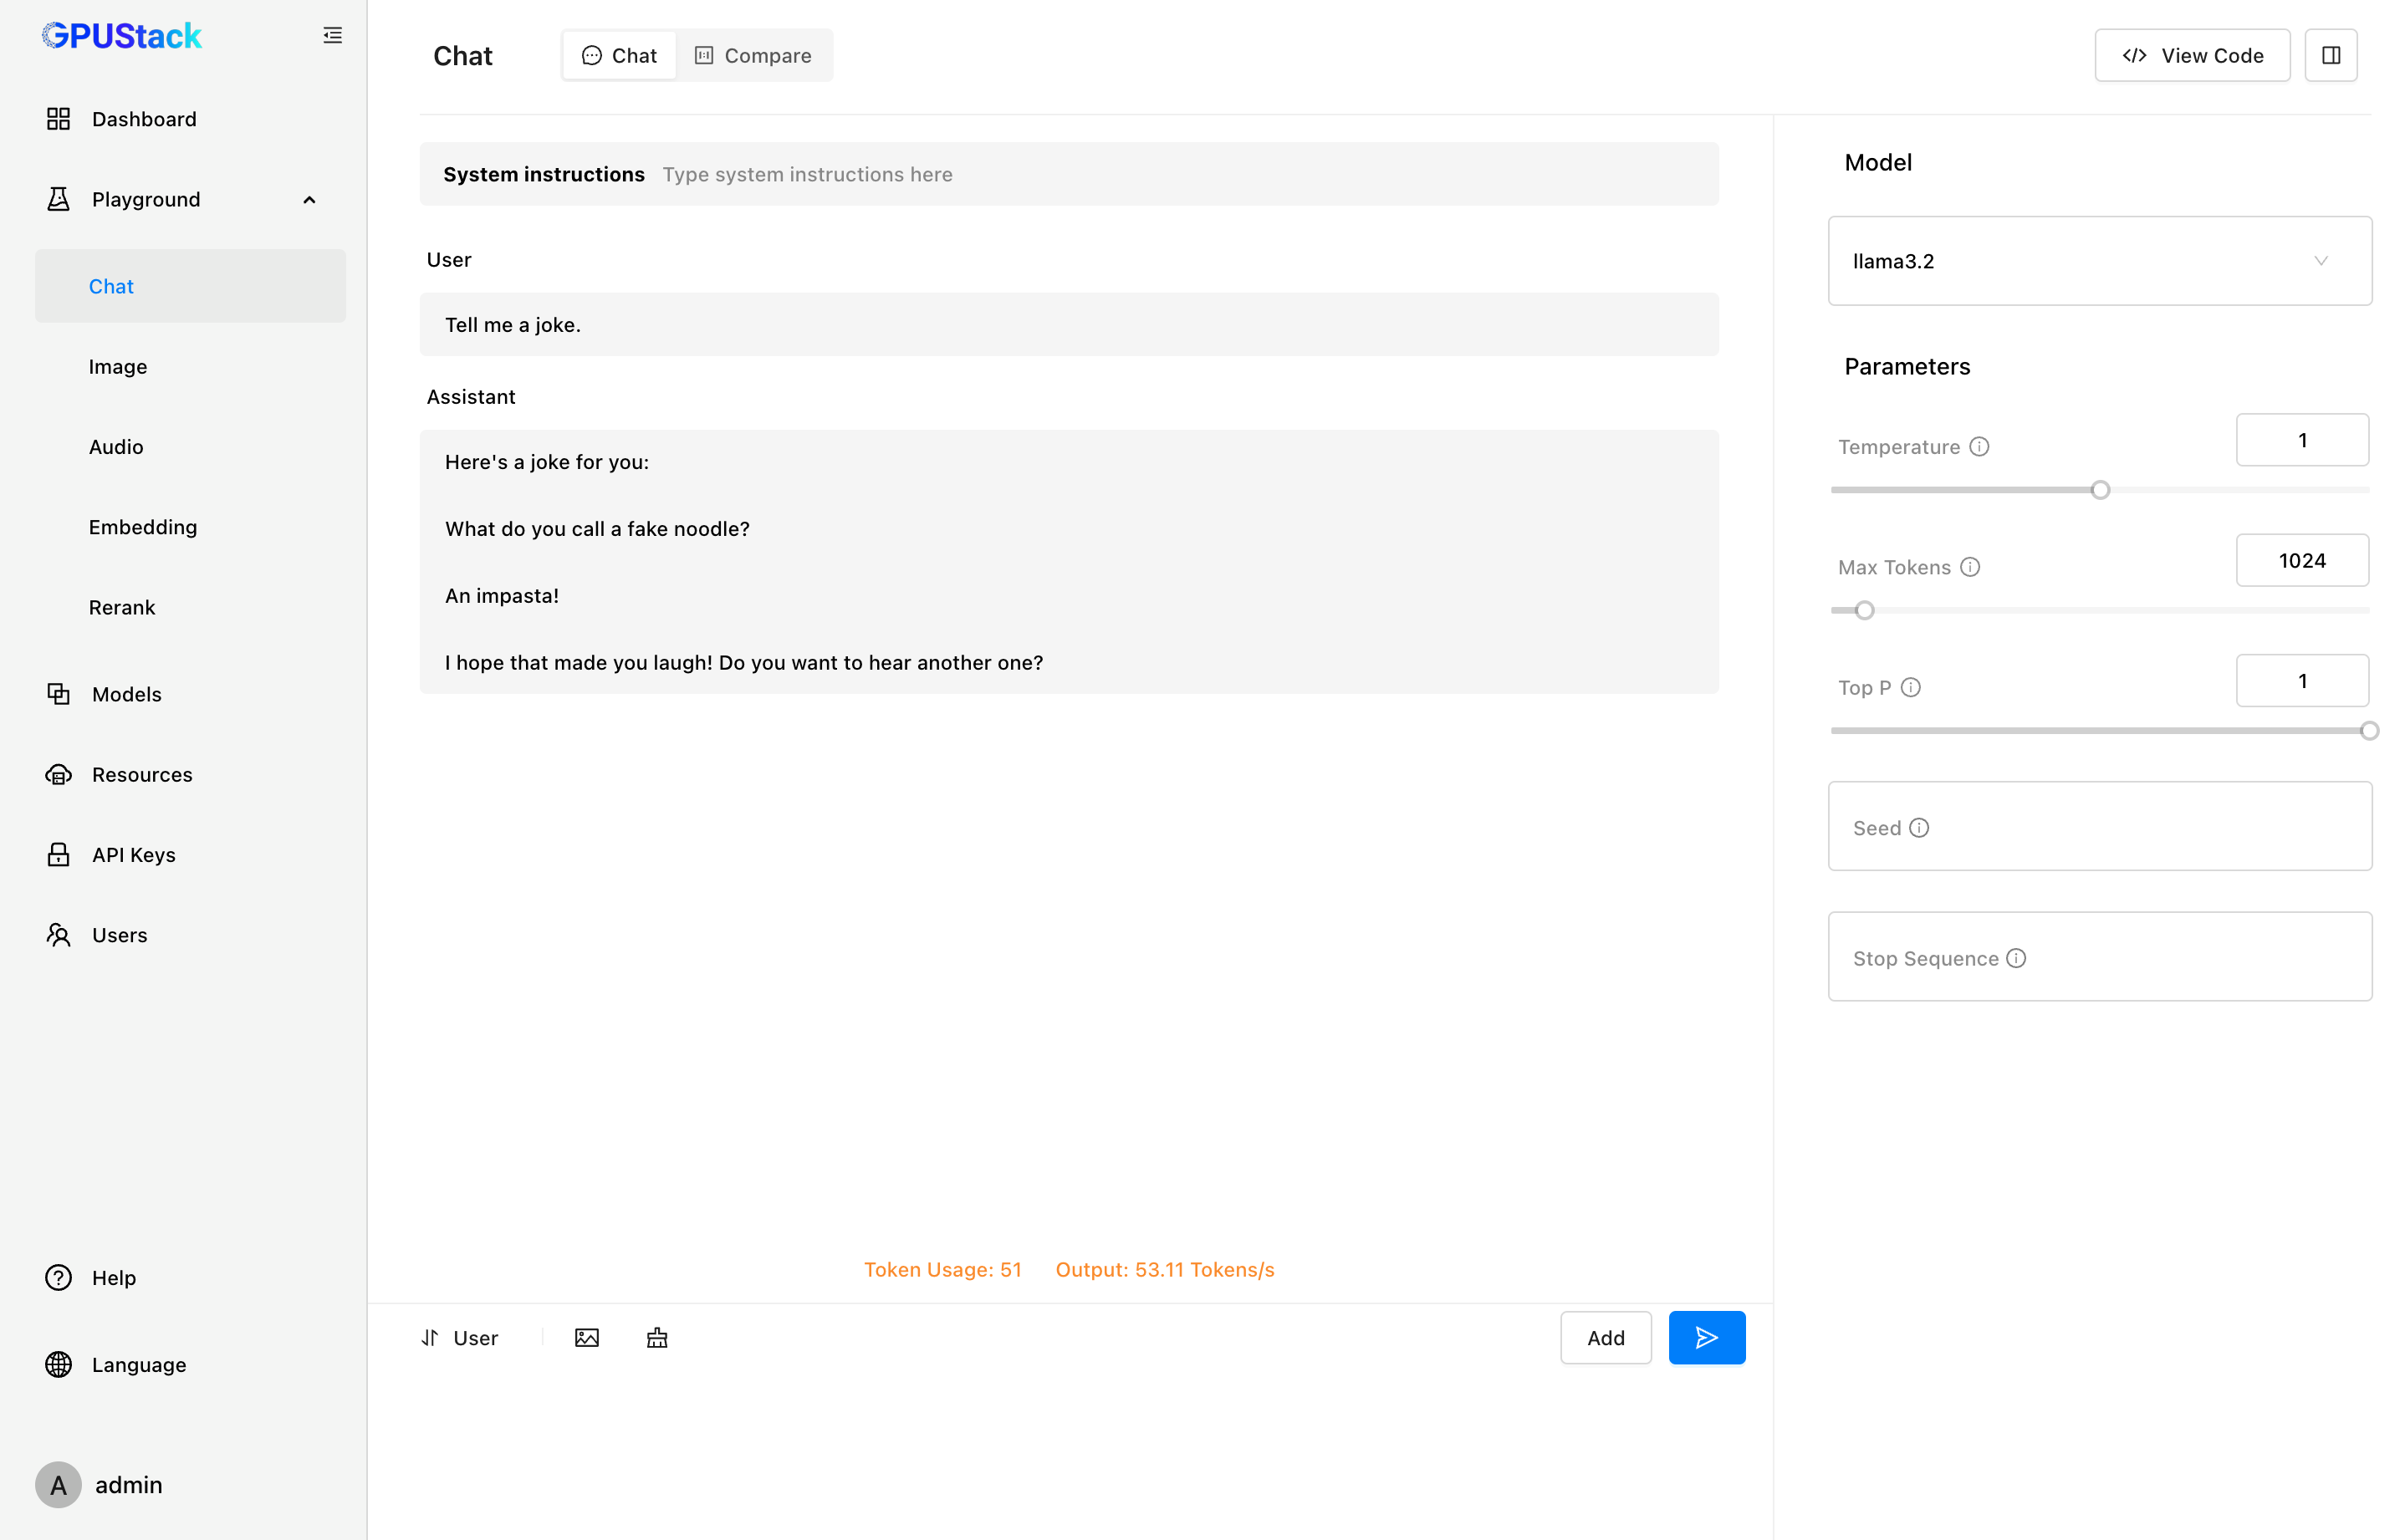 GPUStack
Dashboard
Playground
Chat
Image
Audio
Embedding
Rerank
Models
Resources
API Keys
Users
Help
Language
A admin
Chat
Chat Compare
View Code
System instructions Type system instructions here
User
Tell me a joke.
Assistant
Here's a joke for you:
What do you call a fake noodle?
An impasta!
I hope that made you laugh! Do you want to hear another one?
Token Usage: 51 Output: 53.11 Tokens/s
User
Add
Model
llama3.2
Parameters
Temperature 1
Max Tokens 1024
Top P 1
Seed
Stop Sequence